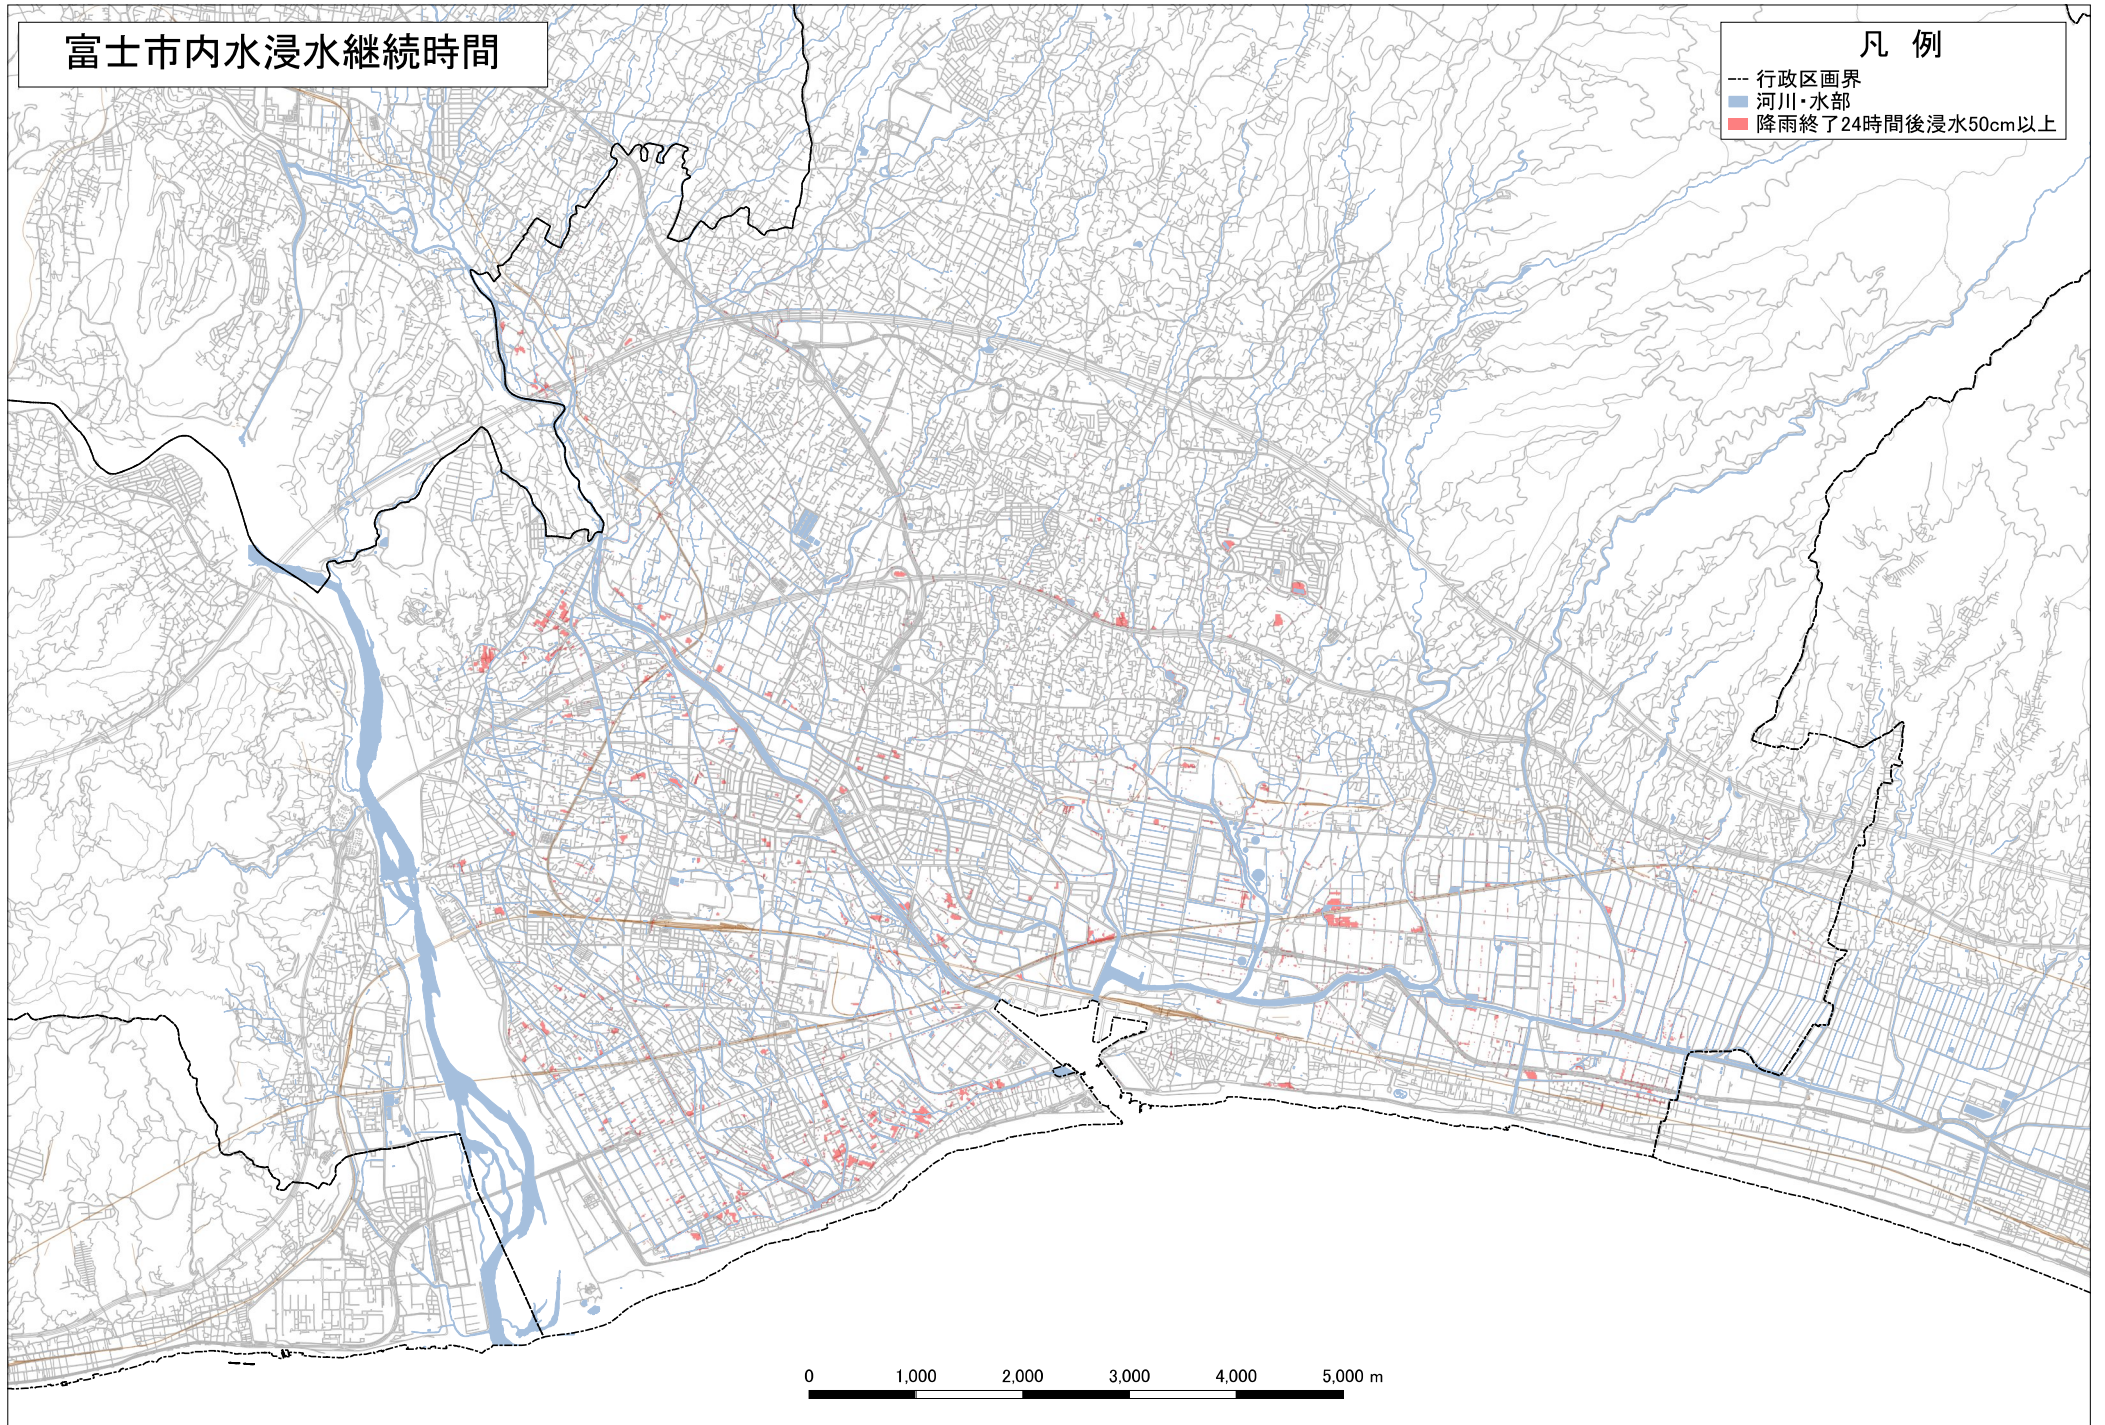 富士市内水浸水継続時間
凡 例
行政区画界
河川・水部
降雨終了24時間後浸水50cm以上
0 1,000 2,000 3,000 4,000 5,000 m